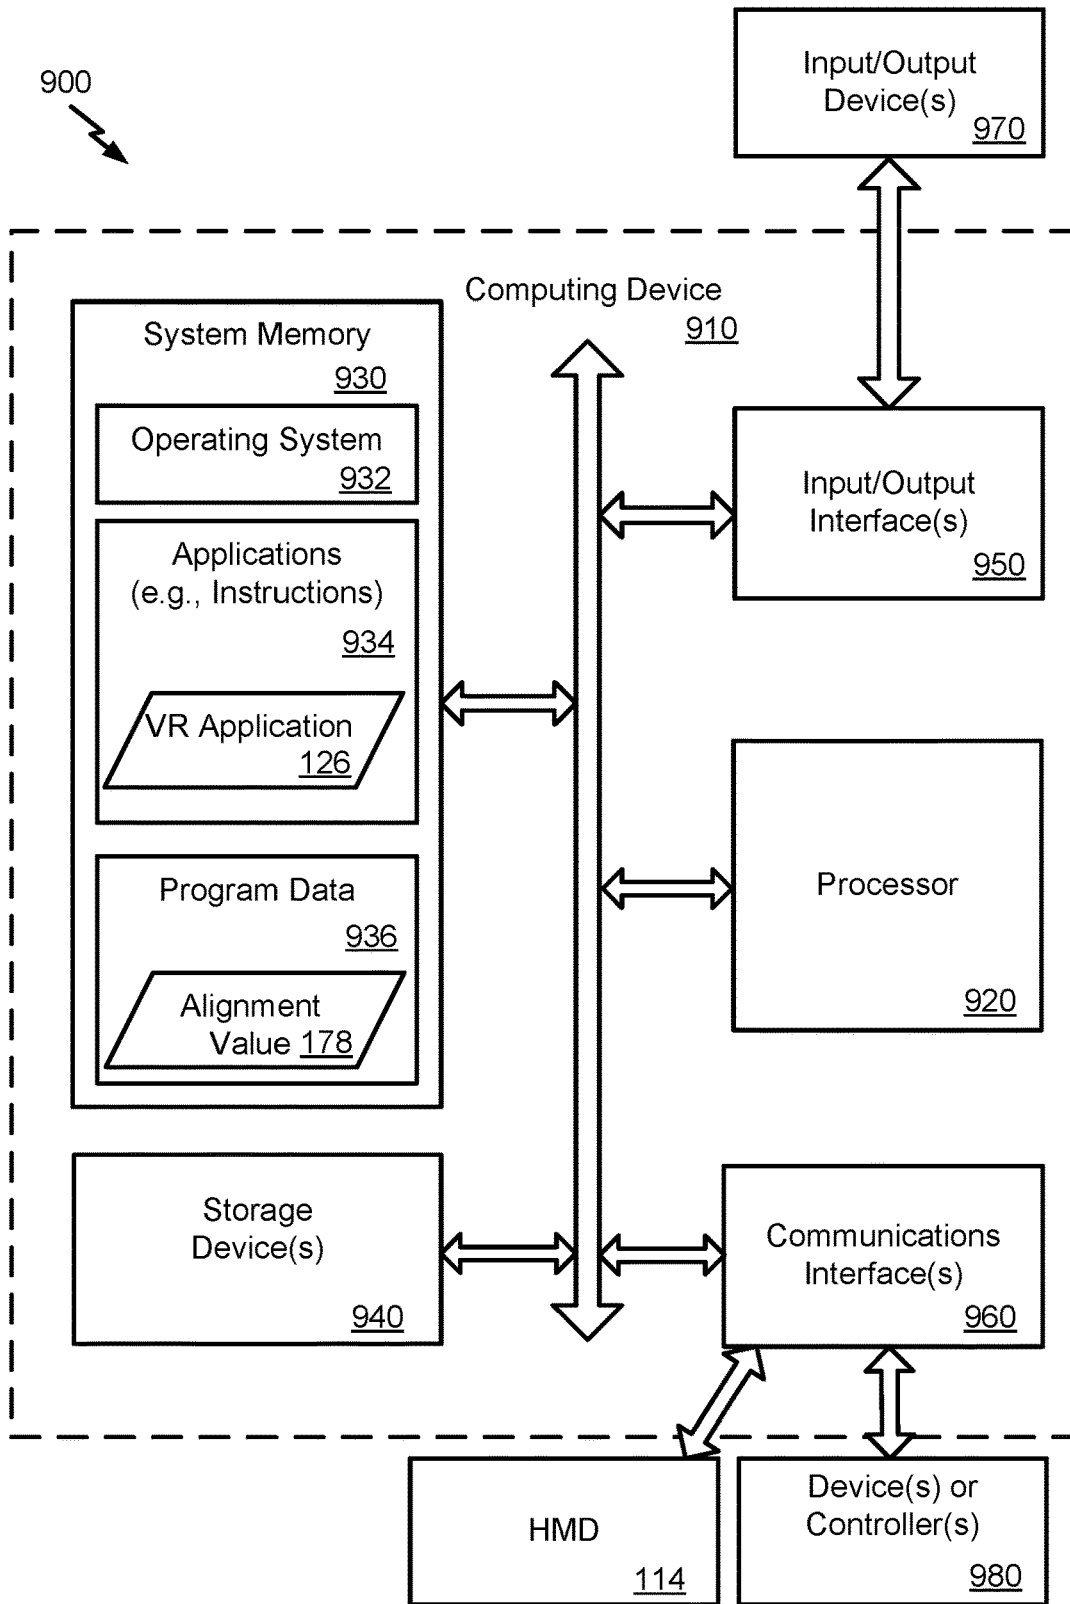 900
Input/Output
Device(s)
970
Computing Device
910
System Memory
930
Operating System
932
Applications
(e.g., Instructions)
934
VR Application
126
Program Data
936
Alignment
Value 178
Storage
Device(s)
940
Input/Output
Interface(s)
950
Processor
920
Communications
Interface(s)
960
HMD
114
Device(s) or
Controller(s)
980